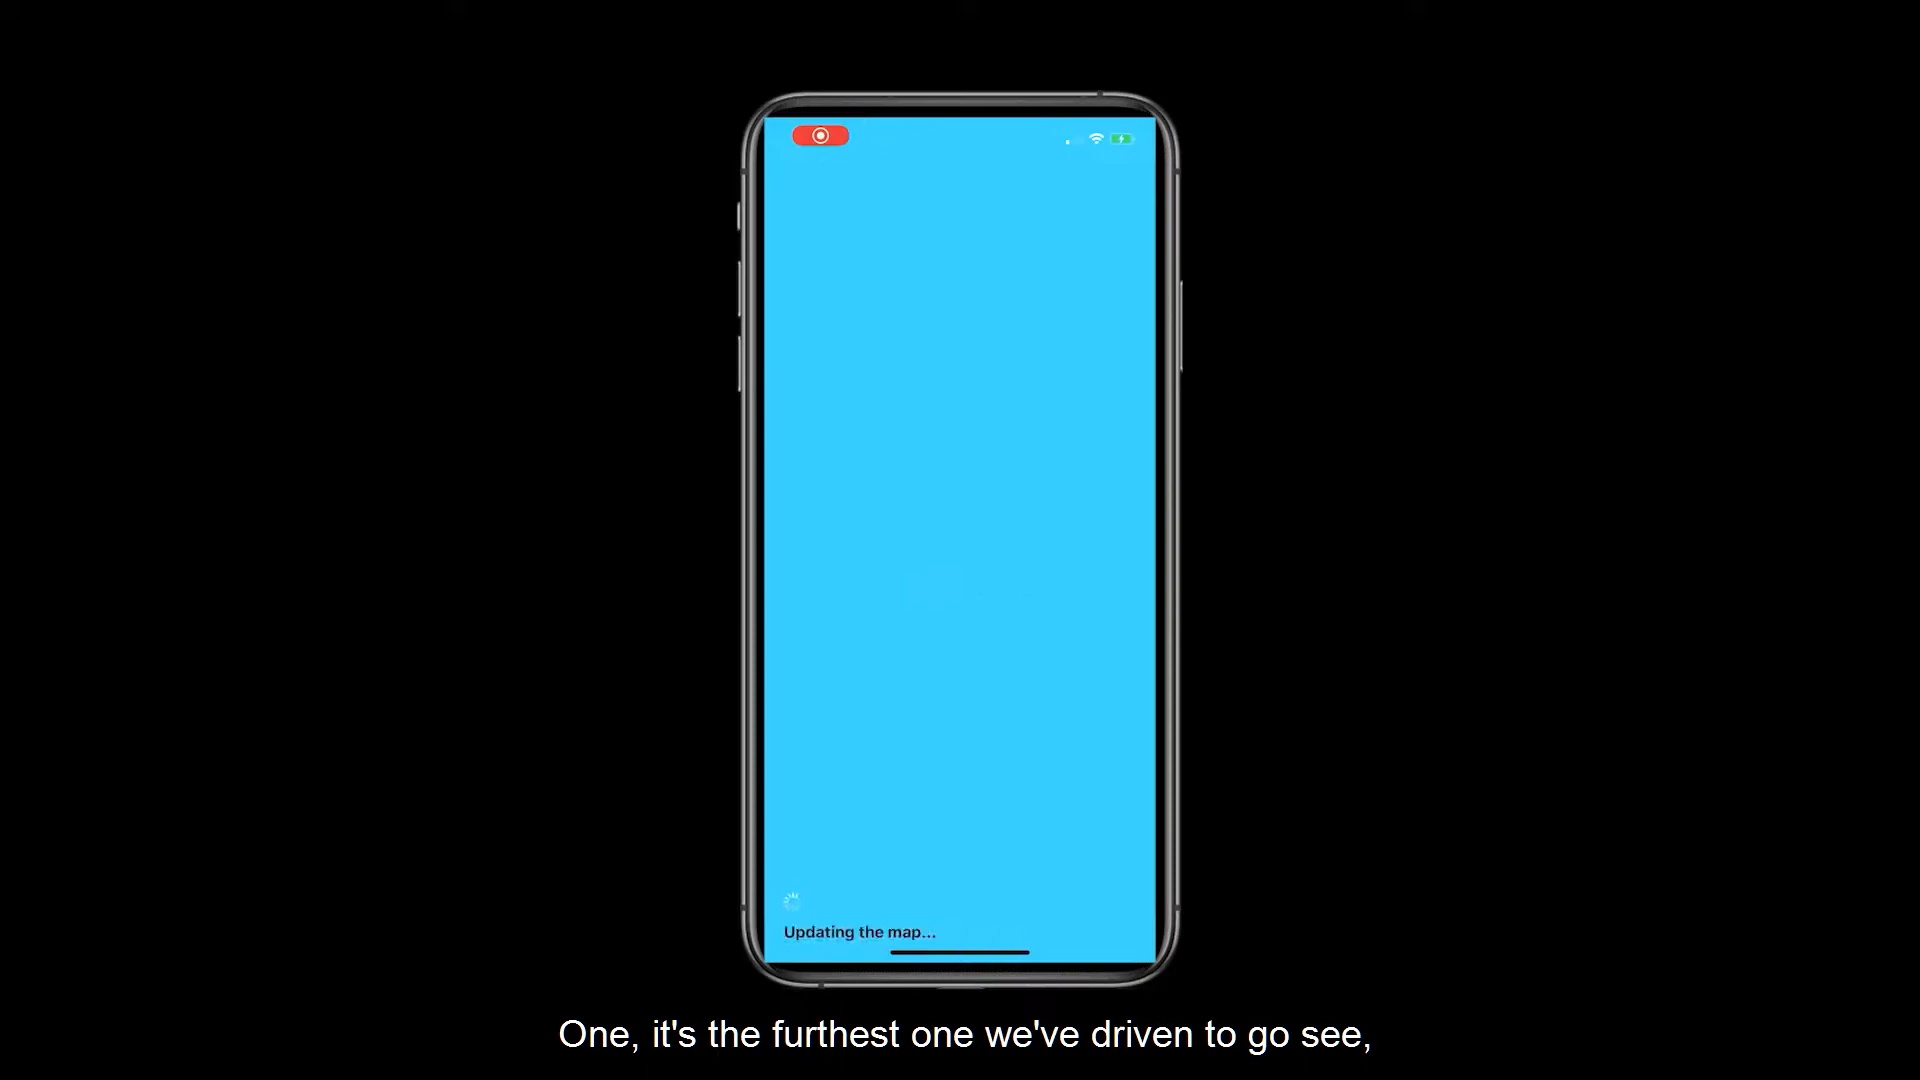 Updating the map...
One, it's the furthest one we've driven to go see,